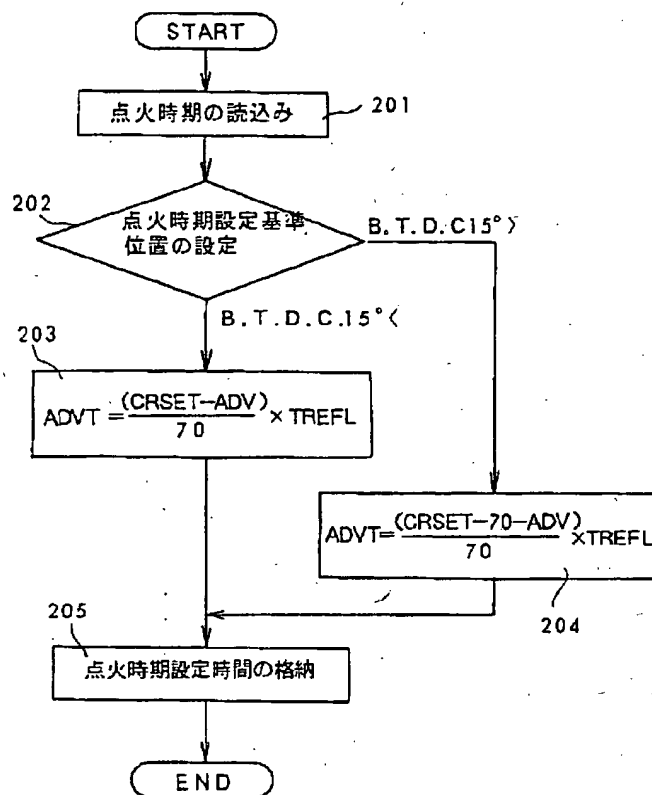 START
点火時期の読込み
201
202
点火時期設定基準
位置の設定
B.T.D.C15°>
B.T.D.C.15°<
203
ADVT=(CRSET-ADV)/70×TREFL
ADVT=(CRSET-70-ADV)/70×TREFL
204
205
点火時期設定時間の格納
END